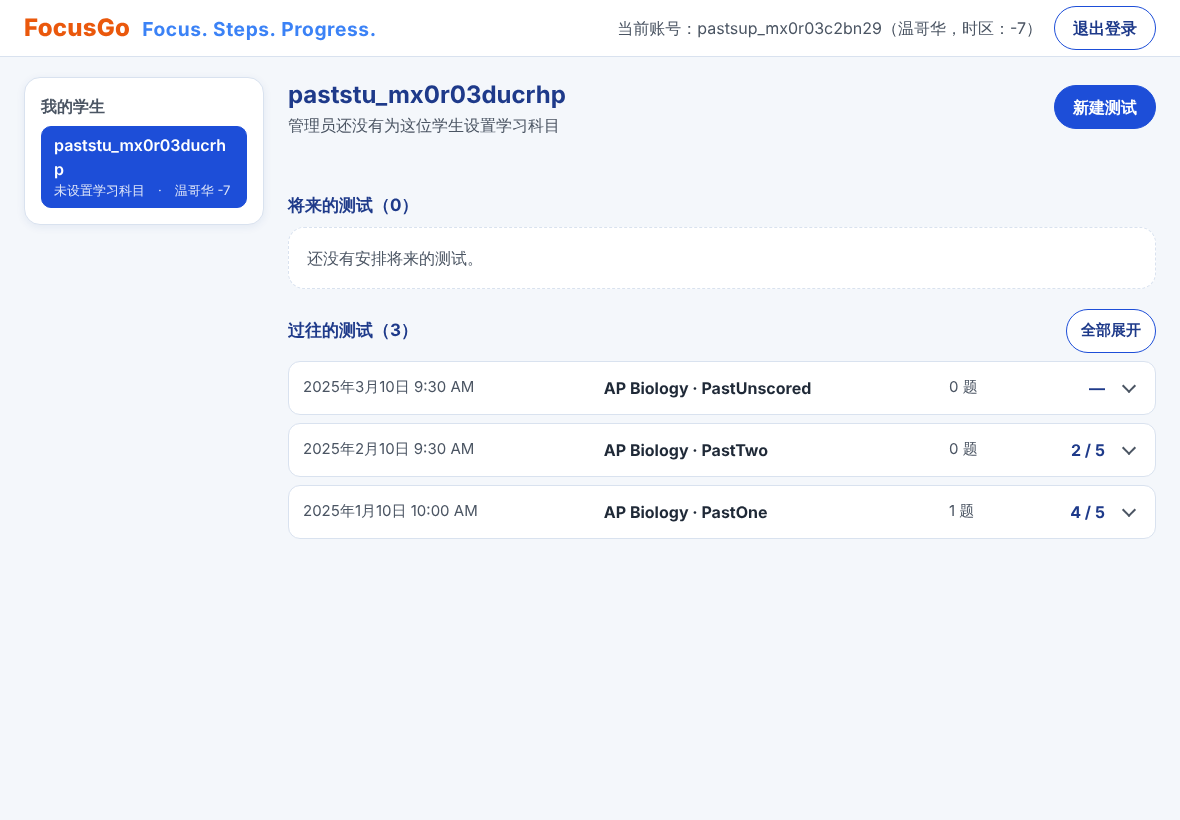 FocusGo Focus. Steps. Progress.
当前账号：pastsup_mx0r03c2bn29（温哥华，时区：-7）
退出登录
我的学生
paststu_mx0r03ducrh
p
未设置学习科目 · 温哥华 -7
paststu_mx0r03ducrhp
管理员还没有为这位学生设置学习科目
新建测试
将来的测试（0）
还没有安排将来的测试。
过往的测试（3）
全部展开
2025年3月10日 9:30 AM AP Biology · PastUnscored 0 题 —
2025年2月10日 9:30 AM AP Biology · PastTwo 0 题 2 / 5
2025年1月10日 10:00 AM AP Biology · PastOne 1 题 4 / 5